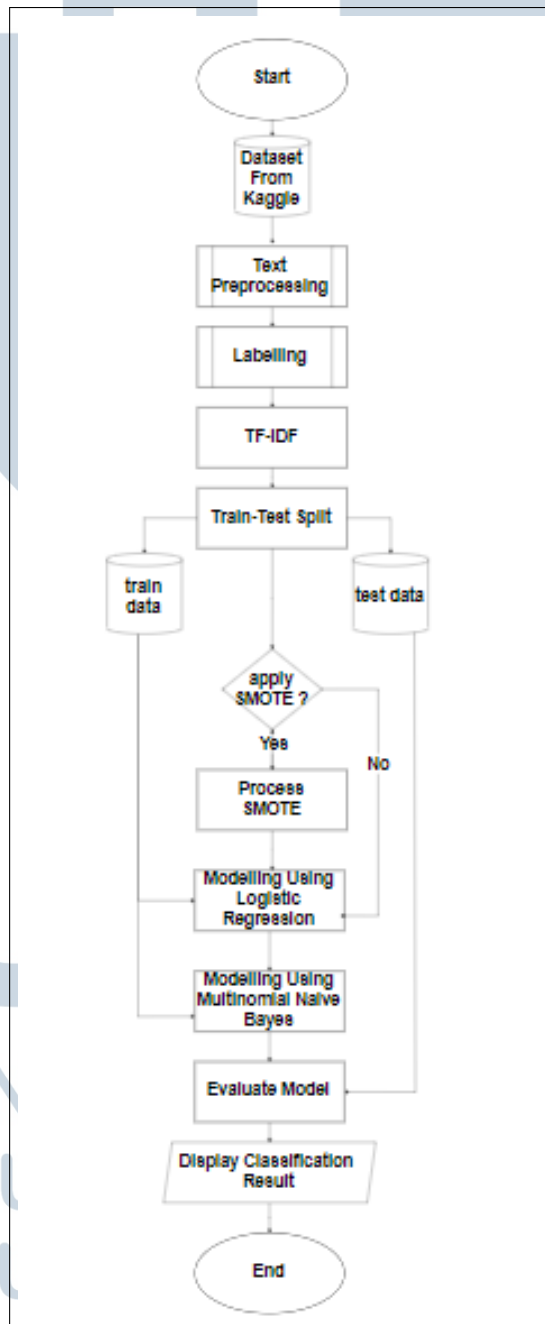 Start
Dataset
From
Kaggle
Text
Preprocessing
Labelling
TF-IDF
Train-Test Split
train
data
test data
apply
SMOTE ?
Yes
No
Process
SMOTE
Modelling Using
Logistic
Regression
Modelling Using
Multinomial Naive
Bayes
Evaluate Model
Display Classification
Result
End